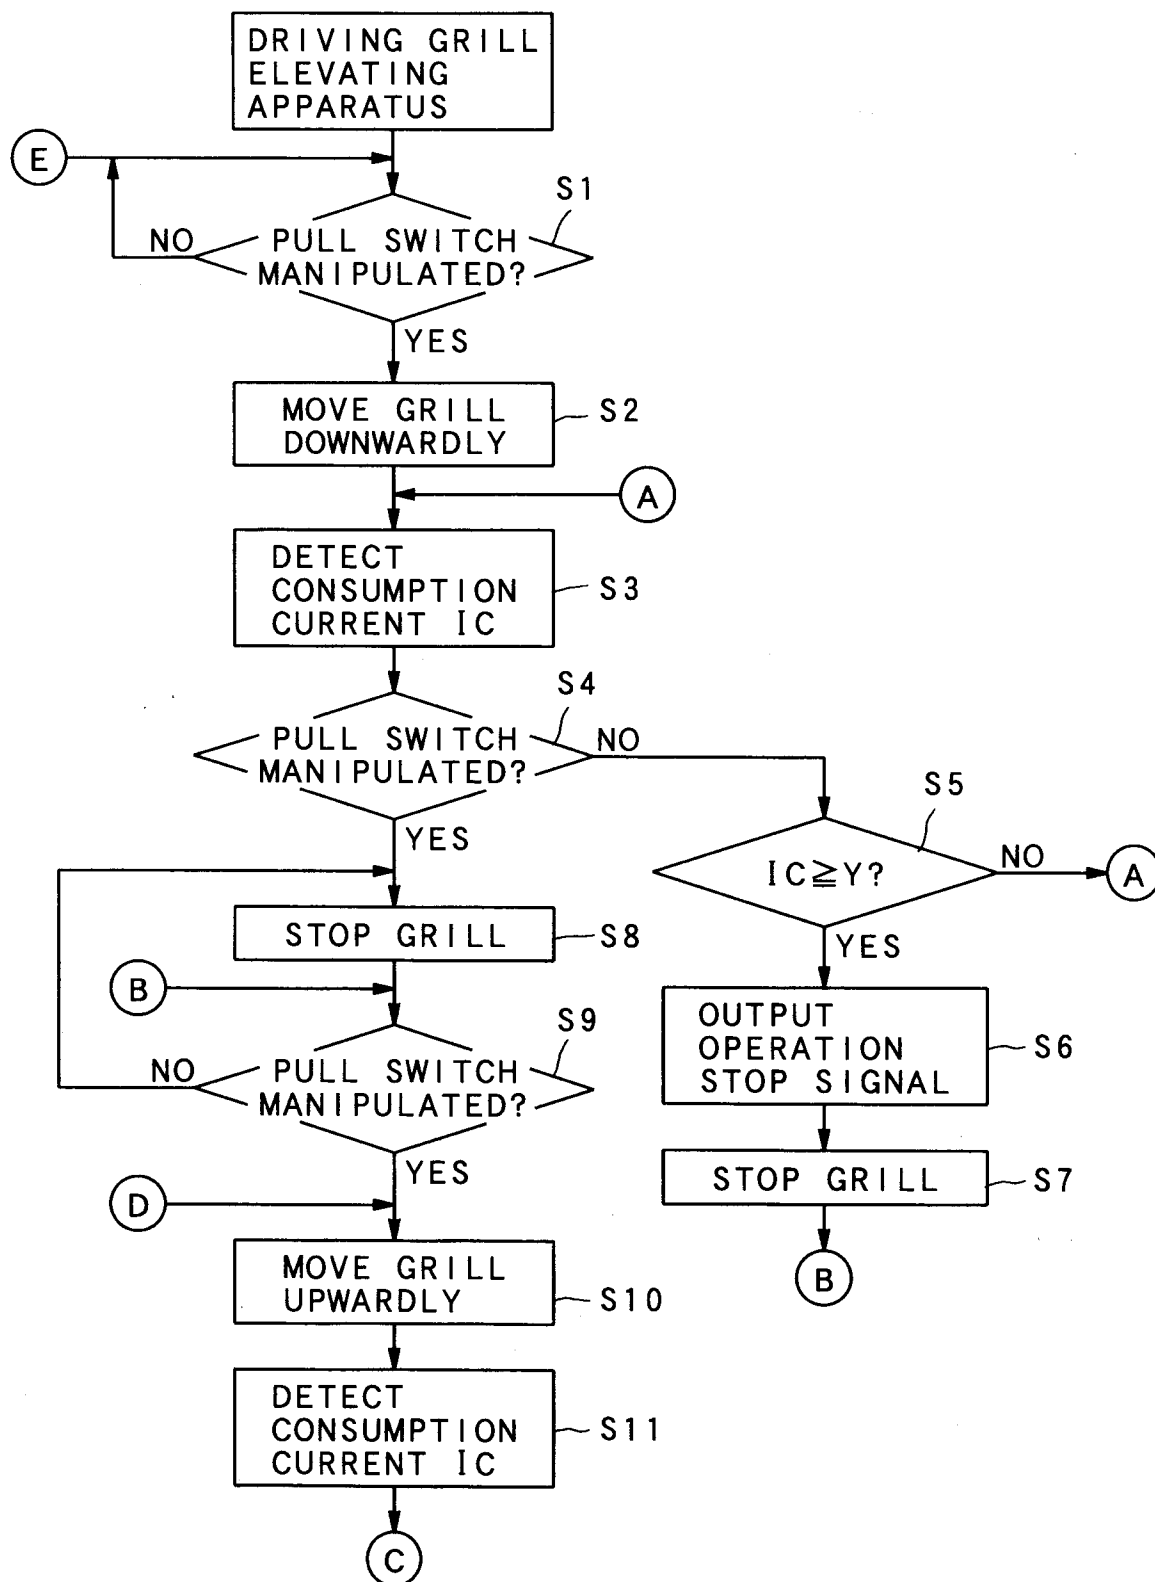 DRIVING GRILL
ELEVATING
APPARATUS
E
S1
NO
PULL SWITCH
MANIPULATED?
YES
MOVE GRILL
DOWNWARDLY
S2
A
DETECT
CONSUMPTION
CURRENT IC
S3
S4
PULL SWITCH
MANIPULATED?
NO
YES
S5
IC≧Y?
NO
A
YES
STOP GRILL
S8
B
OUTPUT
OPERATION
STOP SIGNAL
S6
S9
NO
PULL SWITCH
MANIPULATED?
YES
STOP GRILL
S7
B
D
MOVE GRILL
UPWARDLY
S10
DETECT
CONSUMPTION
CURRENT IC
S11
C